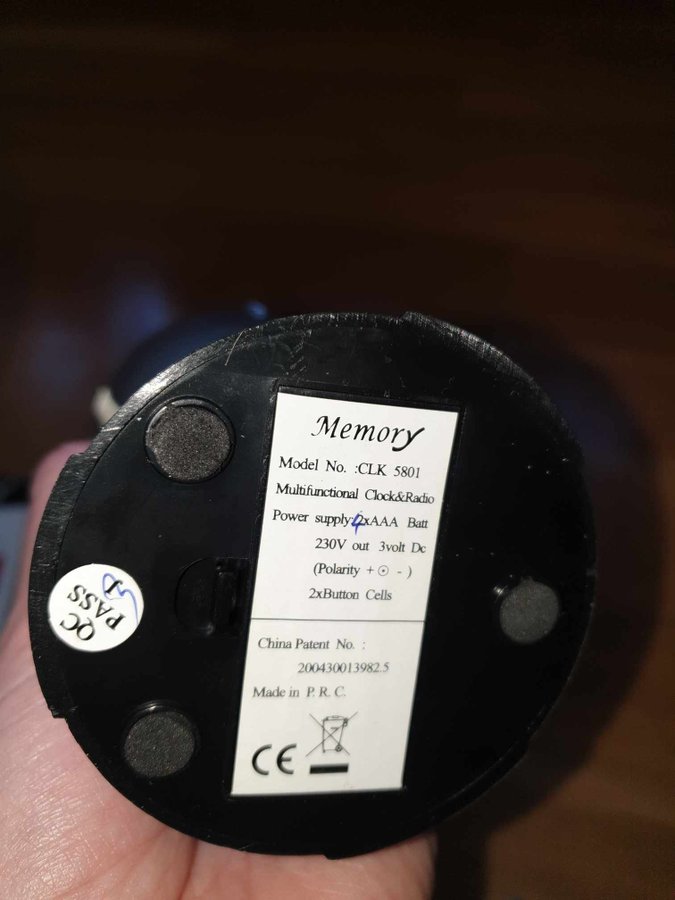 Memory
Model No. :CLK 5801
Multifunctional Clock&Radio
Power supply:4xAAA Batt
230V out 3volt Dc
(Polarity +⊙ - )
2xButton Cells
China Patent No. :
200430013982.5
Made in P. R. C.
CE
QC
PASS